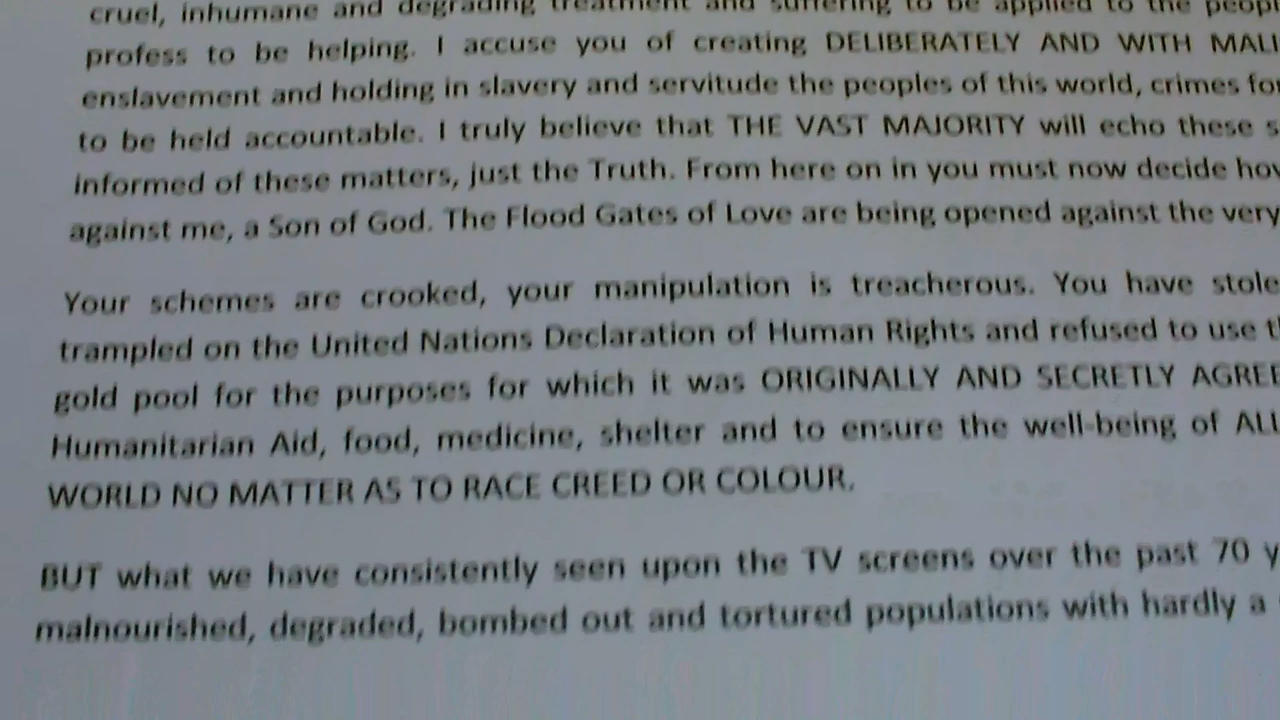 cruel, inhumane and degrading treatment and suffering to be applied to the
profess to be helping. I accuse you of creating DELIBERATELY AND WITH
enslavement and holding in slavery and servitude the peoples of this world, crimes
to be held accountable. I truly believe that THE VAST MAJORITY will echo these
informed of these matters, just the Truth. From here on in you must now decide
against me, a Son of God. The Flood Gates of Love are being opened against the very
Your schemes are crooked, your manipulation is treacherous. You have
trampled on the United Nations Declaration of Human Rights and refused to use
gold pool for the purposes for which it was ORIGINALLY AND SECRETLY
Humanitarian Aid, food, medicine, shelter and to ensure the well-being of
WORLD NO MATTER AS TO RACE CREED OR COLOUR.
BUT what we have consistently seen upon the TV screens over the past 70
malnourished, degraded, bombed out and tortured populations with hardly a